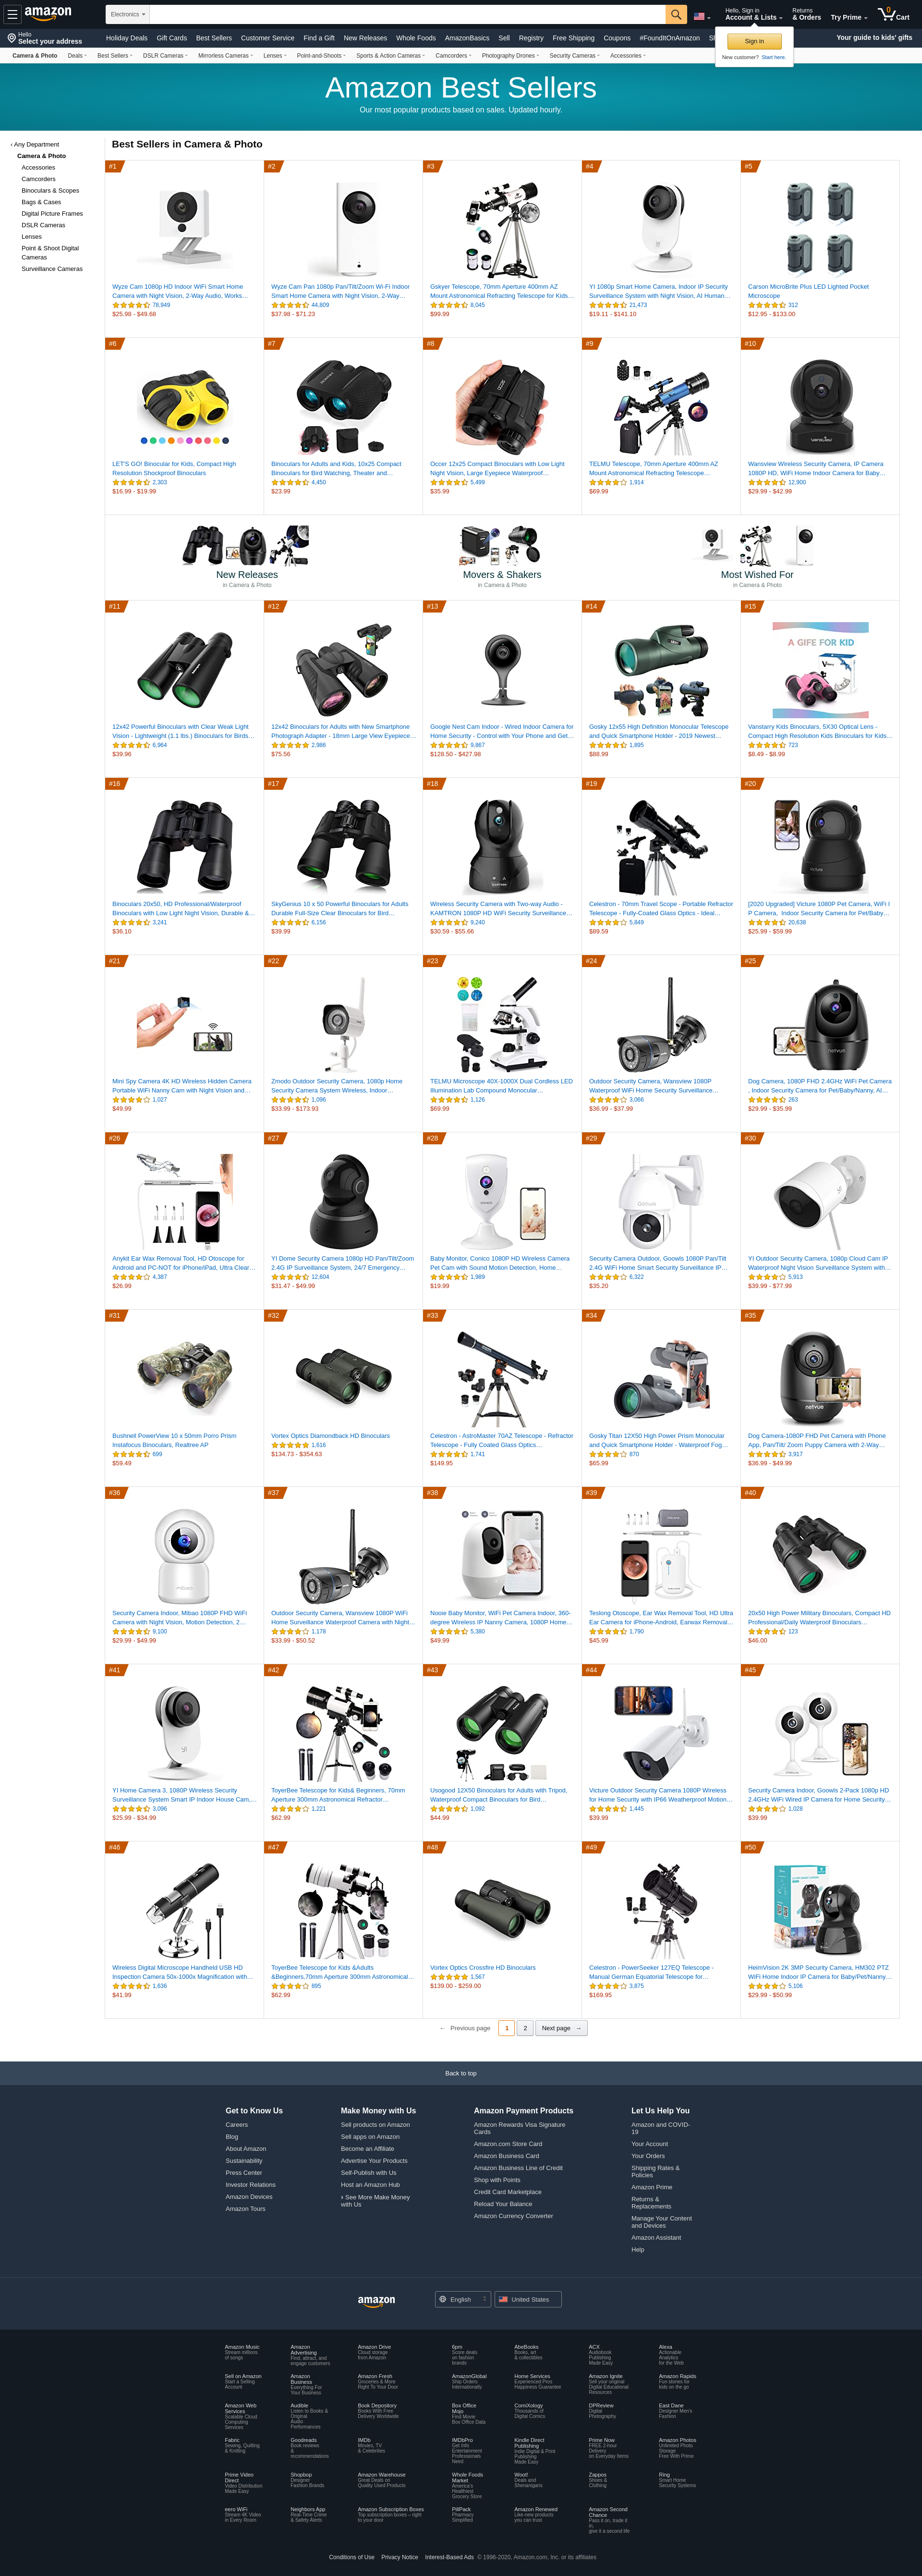 Electronics
Hello
Select your address
Hello, Sign in
Account & Lists
Returns
& Orders
Try Prime
0
Cart
amazon
Holiday Deals Gift Cards Best Sellers Customer Service Find a Gift New Releases Whole Foods AmazonBasics Sell Registry Free Shipping Coupons #FoundItOnAmazon
Your guide to kids' gifts
Sign in
New customer? Start here.
Camera & Photo Deals Best Sellers DSLR Cameras Mirrorless Cameras Lenses Point-and-Shoots Sports & Action Cameras Camcorders Photography Drones Security Cameras Accessories
Amazon Best Sellers
Our most popular products based on sales. Updated hourly.
‹ Any Department
Camera & Photo
Accessories
Camcorders
Binoculars & Scopes
Bags & Cases
Digital Picture Frames
DSLR Cameras
Lenses
Point & Shoot Digital
Cameras
Surveillance Cameras
Best Sellers in Camera & Photo
#1
Wyze Cam 1080p HD Indoor WiFi Smart Home
Camera with Night Vision, 2-Way Audio, Works…
78,949
$25.98 - $49.68
#2
Wyze Cam Pan 1080p Pan/Tilt/Zoom Wi-Fi Indoor
Smart Home Camera with Night Vision, 2-Way…
44,809
$37.98 - $71.23
#3
Gskyer Telescope, 70mm Aperture 400mm AZ
Mount Astronomical Refracting Telescope for Kids…
8,045
$99.99
#4
YI 1080p Smart Home Camera, Indoor IP Security
Surveillance System with Night Vision, AI Human…
21,473
$19.11 - $141.10
#5
Carson MicroBrite Plus LED Lighted Pocket
Microscope
312
$12.95 - $133.00
#6
LET'S GO! Binocular for Kids, Compact High
Resolution Shockproof Binoculars
2,303
$16.99 - $19.99
#7
Binoculars for Adults and Kids, 10x25 Compact
Binoculars for Bird Watching, Theater and…
4,450
$23.99
#8
Occer 12x25 Compact Binoculars with Low Light
Night Vision, Large Eyepiece Waterproof…
5,499
$35.99
#9
TELMU Telescope, 70mm Aperture 400mm AZ
Mount Astronomical Refracting Telescope…
1,914
$69.99
#10
Wansview Wireless Security Camera, IP Camera
1080P HD, WiFi Home Indoor Camera for Baby…
12,900
$29.99 - $42.99
New Releases
in Camera & Photo
Movers & Shakers
in Camera & Photo
Most Wished For
in Camera & Photo
#11
12x42 Powerful Binoculars with Clear Weak Light
Vision - Lightweight (1.1 lbs.) Binoculars for Birds…
6,964
$39.96
#12
12x42 Binoculars for Adults with New Smartphone
Photograph Adapter - 18mm Large View Eyepiece…
2,986
$75.56
#13
Google Nest Cam Indoor - Wired Indoor Camera for
Home Security - Control with Your Phone and Get…
9,867
$128.50 - $427.98
#14
Gosky 12x55 High Definition Monocular Telescope
and Quick Smartphone Holder - 2019 Newest…
1,895
$88.99
#15
A GIFE FOR KID
Vanstarry Kids Binoculars, 5X30 Optical Lens -
Compact High Resolution Kids Binoculars for Kids…
723
$8.49 - $8.99
#16
Binoculars 20x50, HD Professional/Waterproof
Binoculars with Low Light Night Vision, Durable &…
3,241
$36.10
#17
SkyGenius 10 x 50 Powerful Binoculars for Adults
Durable Full-Size Clear Binoculars for Bird…
6,156
$39.99
#18
Wireless Security Camera with Two-way Audio -
KAMTRON 1080P HD WiFi Security Surveillance…
9,240
$30.59 - $55.66
#19
Celestron - 70mm Travel Scope - Portable Refractor
Telescope - Fully-Coated Glass Optics - Ideal…
5,849
$89.59
#20
[2020 Upgraded] Victure 1080P Pet Camera, WiFi I
P Camera, Indoor Security Camera for Pet/Baby…
20,638
$25.99 - $59.99
#21
Mini Spy Camera 4K HD Wireless Hidden Camera
Portable WiFi Nanny Cam with Night Vision and…
1,027
$49.99
#22
Zmodo Outdoor Security Camera, 1080p Home
Security Camera System Wireless, Indoor…
1,096
$33.99 - $173.93
#23
TELMU Microscope 40X-1000X Dual Cordless LED
Illumination Lab Compound Monocular…
1,126
$69.99
#24
Outdoor Security Camera, Wansview 1080P
Waterproof WiFi Home Security Surveillance…
3,066
$36.99 - $37.99
#25
Dog Camera, 1080P FHD 2.4GHz WiFi Pet Camera
, Indoor Security Camera for Pet/Baby/Nanny, AI…
263
$29.99 - $35.99
#26
Anykit Ear Wax Removal Tool, HD Otoscope for
Android and PC-NOT for iPhone/iPad, Ultra Clear…
4,387
$26.99
#27
YI Dome Security Camera 1080p HD Pan/Tilt/Zoom
2.4G IP Surveillance System, 24/7 Emergency…
12,604
$31.47 - $49.99
#28
Baby Monitor, Conico 1080P HD Wireless Camera
Pet Cam with Sound Motion Detection, Home…
1,989
$19.99
#29
Security Camera Outdoor, Goowls 1080P Pan/Tilt
2.4G WiFi Home Smart Security Surveillance IP…
6,322
$35.20
#30
YI Outdoor Security Camera, 1080p Cloud Cam IP
Waterproof Night Vision Surveillance System with…
5,913
$39.99 - $77.99
#31
Bushnell PowerView 10 x 50mm Porro Prism
Instafocus Binoculars, Realtree AP
699
$59.49
#32
Vortex Optics Diamondback HD Binoculars
1,616
$134.73 - $354.63
#33
Celestron - AstroMaster 70AZ Telescope - Refractor
Telescope - Fully Coated Glass Optics…
1,741
$149.95
#34
Gosky Titan 12X50 High Power Prism Monocular
and Quick Smartphone Holder - Waterproof Fog…
870
$65.99
#35
netvue
Dog Camera-1080P FHD Pet Camera with Phone
App, Pan/Tilt/ Zoom Puppy Camera with 2-Way…
3,917
$36.99 - $49.99
#36
Security Camera Indoor, Mibao 1080P FHD WiFi
Camera with Night Vision, Motion Detection, 2…
9,100
$29.99 - $49.99
#37
Outdoor Security Camera, Wansview 1080P WiFi
Home Surveillance Waterproof Camera with Night…
1,178
$33.99 - $50.52
#38
Nooie Baby Monitor, WiFi Pet Camera Indoor, 360-
degree Wireless IP Nanny Camera, 1080P Home…
5,380
$49.99
#39
Teslong Otoscope, Ear Wax Removal Tool, HD Ultra
Ear Camera for iPhone-Android, Earwax Removal…
1,790
$45.99
#40
20x50 High Power Military Binoculars, Compact HD
Professional/Daily Waterproof Binoculars…
123
$46.00
#41
YI Home Camera 3, 1080P Wireless Security
Surveillance System Smart IP Indoor House Cam,…
3,096
$25.99 - $34.99
#42
ToyerBee Telescope for Kids& Beginners, 70mm
Aperture 300mm Astronomical Refractor…
1,221
$62.99
#43
Usogood 12X50 Binoculars for Adults with Tripod,
Waterproof Compact Binoculars for Bird…
1,092
$44.99
#44
Victure Outdoor Security Camera 1080P Wireless
for Home Security with IP66 Weatherproof Motion…
1,445
$39.99
#45
Security Camera Indoor, Goowls 2-Pack 1080p HD
2.4GHz WiFi Wired IP Camera for Home Security…
1,028
$39.99
#46
Wireless Digital Microscope Handheld USB HD
Inspection Camera 50x-1000x Magnification with…
1,636
$41.99
#47
ToyerBee Telescope for Kids &Adults
&Beginners,70mm Aperture 300mm Astronomical…
895
$62.99
#48
Vortex Optics Crossfire HD Binoculars
1,567
$139.00 - $259.00
#49
Celestron - PowerSeeker 127EQ Telescope -
Manual German Equatorial Telescope for…
3,875
$169.95
#50
HeimVision 2K 3MP Security Camera, HM302 PTZ
WiFi Home Indoor IP Camera for Baby/Pet/Nanny…
5,106
$29.99 - $50.99
← Previous page 1 2 Next page →
Back to top
Get to Know Us
Careers
Blog
About Amazon
Sustainability
Press Center
Investor Relations
Amazon Devices
Amazon Tours
Make Money with Us
Sell products on Amazon
Sell apps on Amazon
Become an Affiliate
Advertise Your Products
Self-Publish with Us
Host an Amazon Hub
› See More Make Money
with Us
Amazon Payment Products
Amazon Rewards Visa Signature
Cards
Amazon.com Store Card
Amazon Business Card
Amazon Business Line of Credit
Shop with Points
Credit Card Marketplace
Reload Your Balance
Amazon Currency Converter
Let Us Help You
Amazon and COVID-
19
Your Account
Your Orders
Shipping Rates &
Policies
Amazon Prime
Returns &
Replacements
Manage Your Content
and Devices
Amazon Assistant
Help
amazon
English
United States
Amazon Music
Stream millions
of songs
Amazon
Advertising
Find, attract, and
engage customers
Amazon Drive
Cloud storage
from Amazon
6pm
Score deals
on fashion
brands
AbeBooks
Books, art
& collectibles
ACX
Audiobook
Publishing
Made Easy
Alexa
Actionable
Analytics
for the Web
Sell on Amazon
Start a Selling
Account
Amazon
Business
Everything For
Your Business
Amazon Fresh
Groceries & More
Right To Your Door
AmazonGlobal
Ship Orders
Internationally
Home Services
Experienced Pros
Happiness Guarantee
Amazon Ignite
Sell your original
Digital Educational
Resources
Amazon Rapids
Fun stories for
kids on the go
Amazon Web
Services
Scalable Cloud
Computing
Services
Audible
Listen to Books &
Original
Audio
Performances
Book Depository
Books With Free
Delivery Worldwide
Box Office
Mojo
Find Movie
Box Office Data
ComiXology
Thousands of
Digital Comics
DPReview
Digital
Photography
East Dane
Designer Men's
Fashion
Fabric
Sewing, Quilting
& Knitting
Goodreads
Book reviews
&
recommendations
IMDb
Movies, TV
& Celebrities
IMDbPro
Get Info
Entertainment
Professionals
Need
Kindle Direct
Publishing
Indie Digital & Print
Publishing
Made Easy
Prime Now
FREE 2-hour
Delivery
on Everyday Items
Amazon Photos
Unlimited Photo
Storage
Free With Prime
Prime Video
Direct
Video Distribution
Made Easy
Shopbop
Designer
Fashion Brands
Amazon Warehouse
Great Deals on
Quality Used Products
Whole Foods
Market
America's
Healthiest
Grocery Store
Woot!
Deals and
Shenanigans
Zappos
Shoes &
Clothing
Ring
Smart Home
Security Systems
eero WiFi
Stream 4K Video
in Every Room
Neighbors App
Real-Time Crime
& Safety Alerts
Amazon Subscription Boxes
Top subscription boxes – right
to your door
PillPack
Pharmacy
Simplified
Amazon Renewed
Like-new products
you can trust
Amazon Second
Chance
Pass it on, trade it
in,
give it a second life
Conditions of Use Privacy Notice Interest-Based Ads © 1996-2020, Amazon.com, Inc. or its affiliates